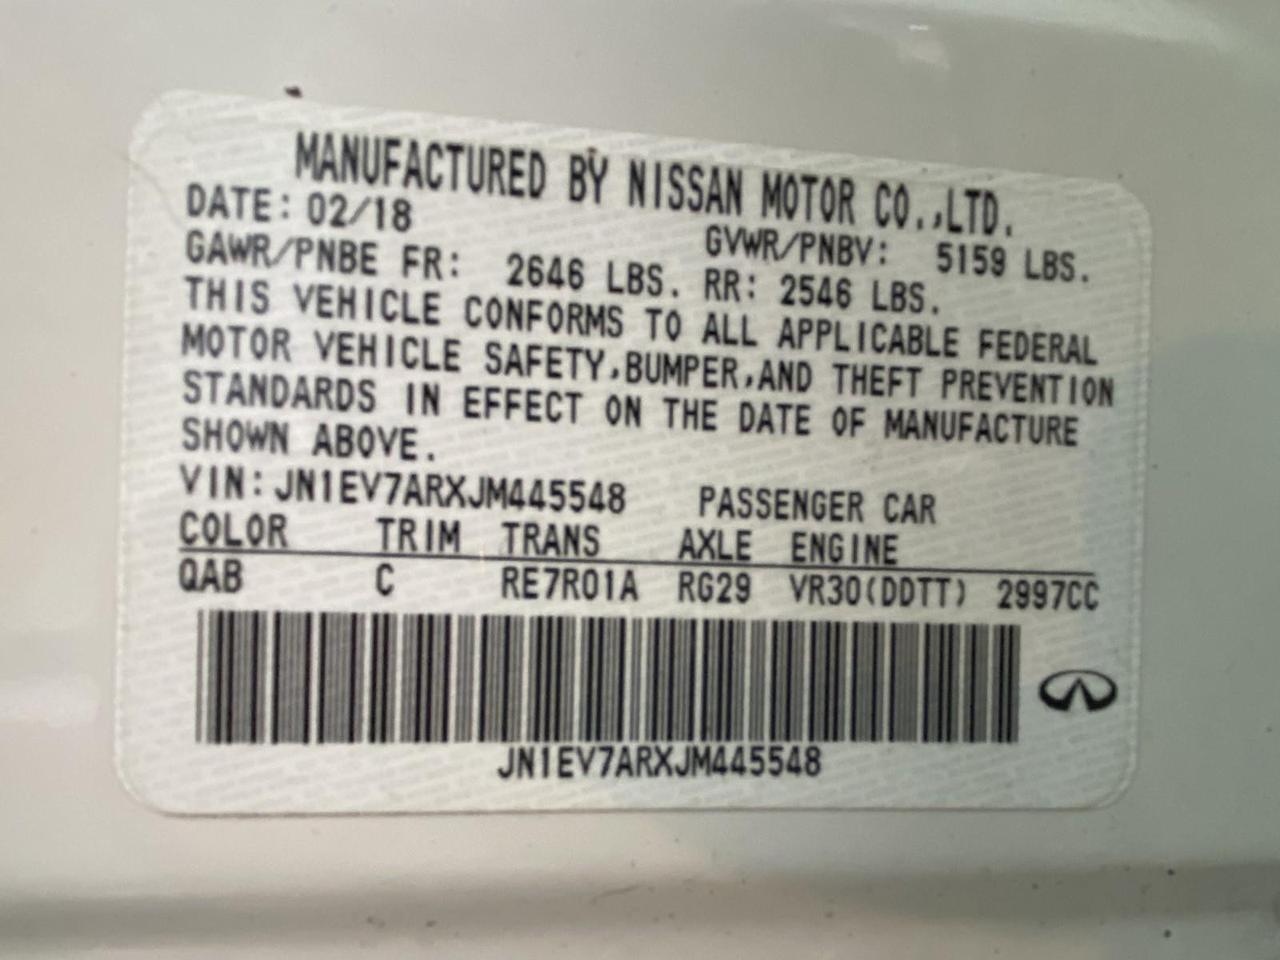 MANUFACTURED BY NISSAN MOTOR CO.,LTD.
DATE: 02/18 GVWR/PNBV: 5159 LBS.
GAWR/PNBE FR: 2646 LBS. RR: 2546 LBS.
THIS VEHICLE CONFORMS TO ALL APPLICABLE FEDERAL
MOTOR VEHICLE SAFETY,BUMPER,AND THEFT PREVENTION
STANDARDS IN EFFECT ON THE DATE OF MANUFACTURE
SHOWN ABOVE.
VIN: JN1EV7ARXJM445548 PASSENGER CAR
COLOR TRIM TRANS AXLE ENGINE
QAB C RE7R01A RG29 VR30(DDTT) 2997CC
JN1EV7ARXJM445548